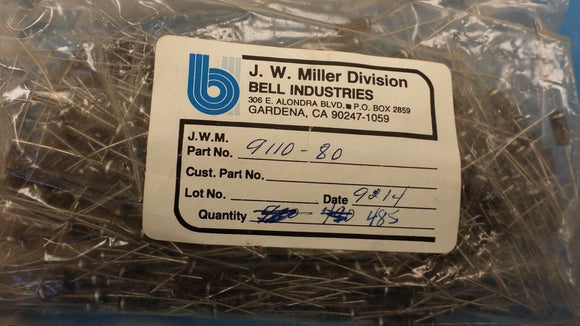 b J. W. Miller Division
BELL INDUSTRIES
306 E. ALONDRA BLVD. ■ P.O. BOX 2859
GARDENA, CA 90247-1059
J.W.M.
Part No. 9110-80
Cust. Part No.
Lot No. Date 9214
Quantity 485